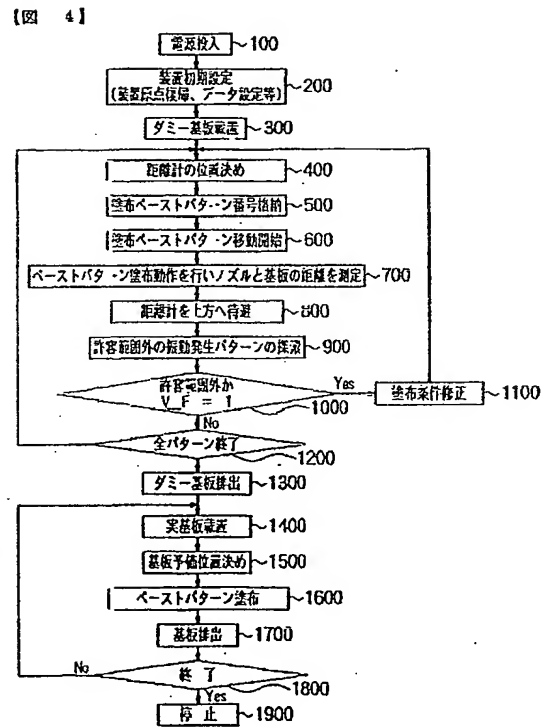 【図 4】
電源投入 ~100
装置初期設定
(装置原点復帰、データ設定等) ~200
ダミー基板載置 ~300
距離計の位置決め ~400
塗布ペーストパターン番号格納 ~500
塗布ペーストパターン移動開始 ~600
ペーストパターン塗布動作を行いノズルと基板の距離を測定 ~700
距離計を上方へ待避 ~800
許容範囲外の振動発生パターンの探索 ~900
許容範囲外か
V_F = 1
1000
Yes
塗布条件修正 ~1100
No
全パターン終了
1200
ダミー基板排出 ~1300
実基板載置 ~1400
基板予備位置決め ~1500
ペーストパターン塗布 ~1600
基板排出 ~1700
No
終了
1800
Yes
停止 ~1900